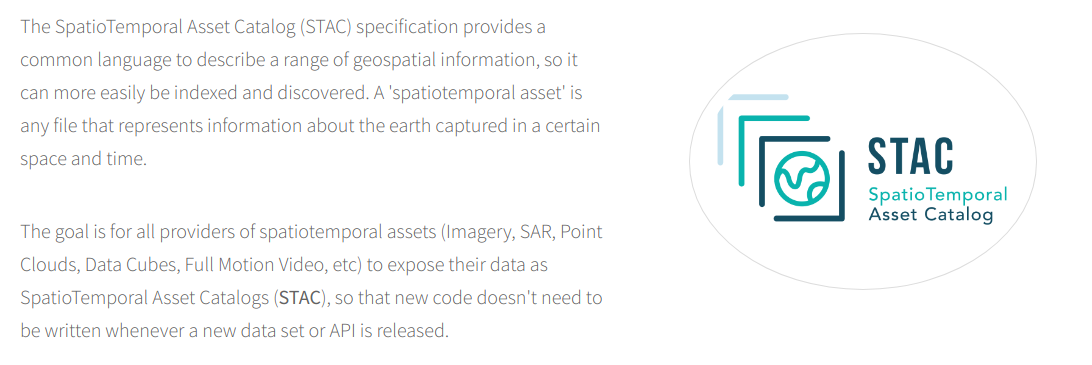 The SpatioTemporal Asset Catalog (STAC) specification provides a
common language to describe a range of geospatial information, so it
can more easily be indexed and discovered. A 'spatiotemporal asset' is
any file that represents information about the earth captured in a certain
space and time.
The goal is for all providers of spatiotemporal assets (Imagery, SAR, Point
Clouds, Data Cubes, Full Motion Video, etc) to expose their data as
SpatioTemporal Asset Catalogs (STAC), so that new code doesn't need to
be written whenever a new data set or API is released.
STAC
SpatioTemporal
Asset Catalog